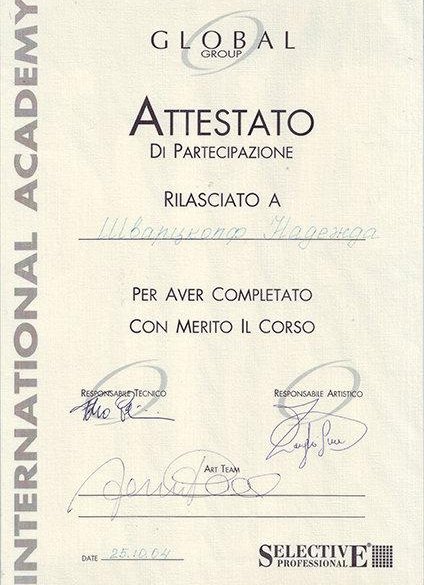 INTERNATIONAL ACADEMY
GLOBAL
GROUP
ATTESTATO
DI PARTECIPAZIONE
RILASCIATO A
Шварцкопф Надежда
PER AVER COMPLETATO
CON MERITO IL CORSO
RESPONSABILE TECNICO
RESPONSABILE ARTISTICO
ART TEAM
DATE 25.10.04
SELECTIVE
PROFESSIONAL